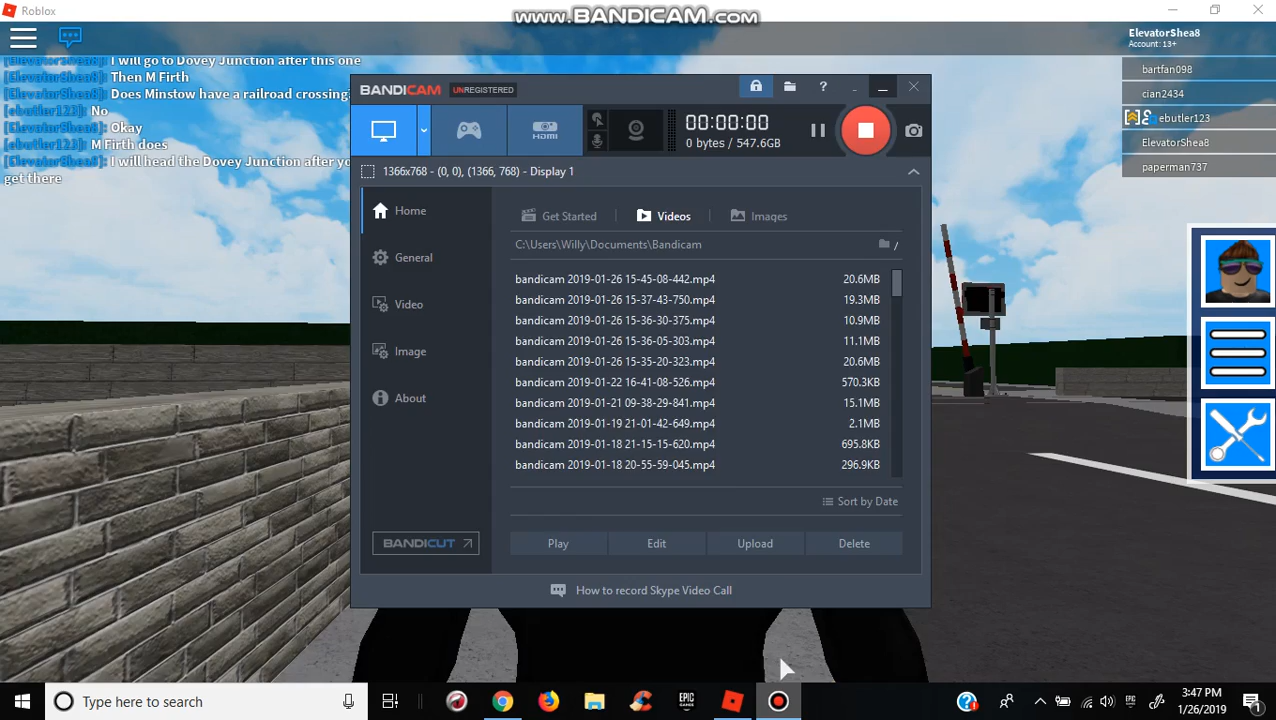 Roblox
www.BANDICAM.com
I will go to Dovey Junction after this one
[ElevatorShea8]: Then M Firth
[ElevatorShea8]: Does Minstow have a railroad crossing
[ebutler123]: No
[ElevatorShea8]: Okay
[ebutler123]: M Firth does
[ElevatorShea8]: I will head the Dovey Junction after yo
get there
ElevatorShea8
Account: 13+
bartfan098
cian2434
ebutler123
ElevatorShea8
paperman737
BANDICAM UNREGISTERED
?
HDMI
00:00:00
0 bytes / 547.6GB
1366x768 - (0, 0), (1366, 768) - Display 1
Home
General
Video
Image
About
BANDICUT
Get Started
Videos
Images
C:\Users\Willy\Documents\Bandicam
/
bandicam 2019-01-26 15-45-08-442.mp4 20.6MB
bandicam 2019-01-26 15-37-43-750.mp4 19.3MB
bandicam 2019-01-26 15-36-30-375.mp4 10.9MB
bandicam 2019-01-26 15-36-05-303.mp4 11.1MB
bandicam 2019-01-26 15-35-20-323.mp4 20.6MB
bandicam 2019-01-22 16-41-08-526.mp4 570.3KB
bandicam 2019-01-21 09-38-29-841.mp4 15.1MB
bandicam 2019-01-19 21-01-42-649.mp4 2.1MB
bandicam 2019-01-18 21-15-15-620.mp4 695.8KB
bandicam 2019-01-18 20-55-59-045.mp4 296.9KB
Sort by Date
Play
Edit
Upload
Delete
How to record Skype Video Call
Type here to search
EPIC GAMES
3:47 PM
1/26/2019
1